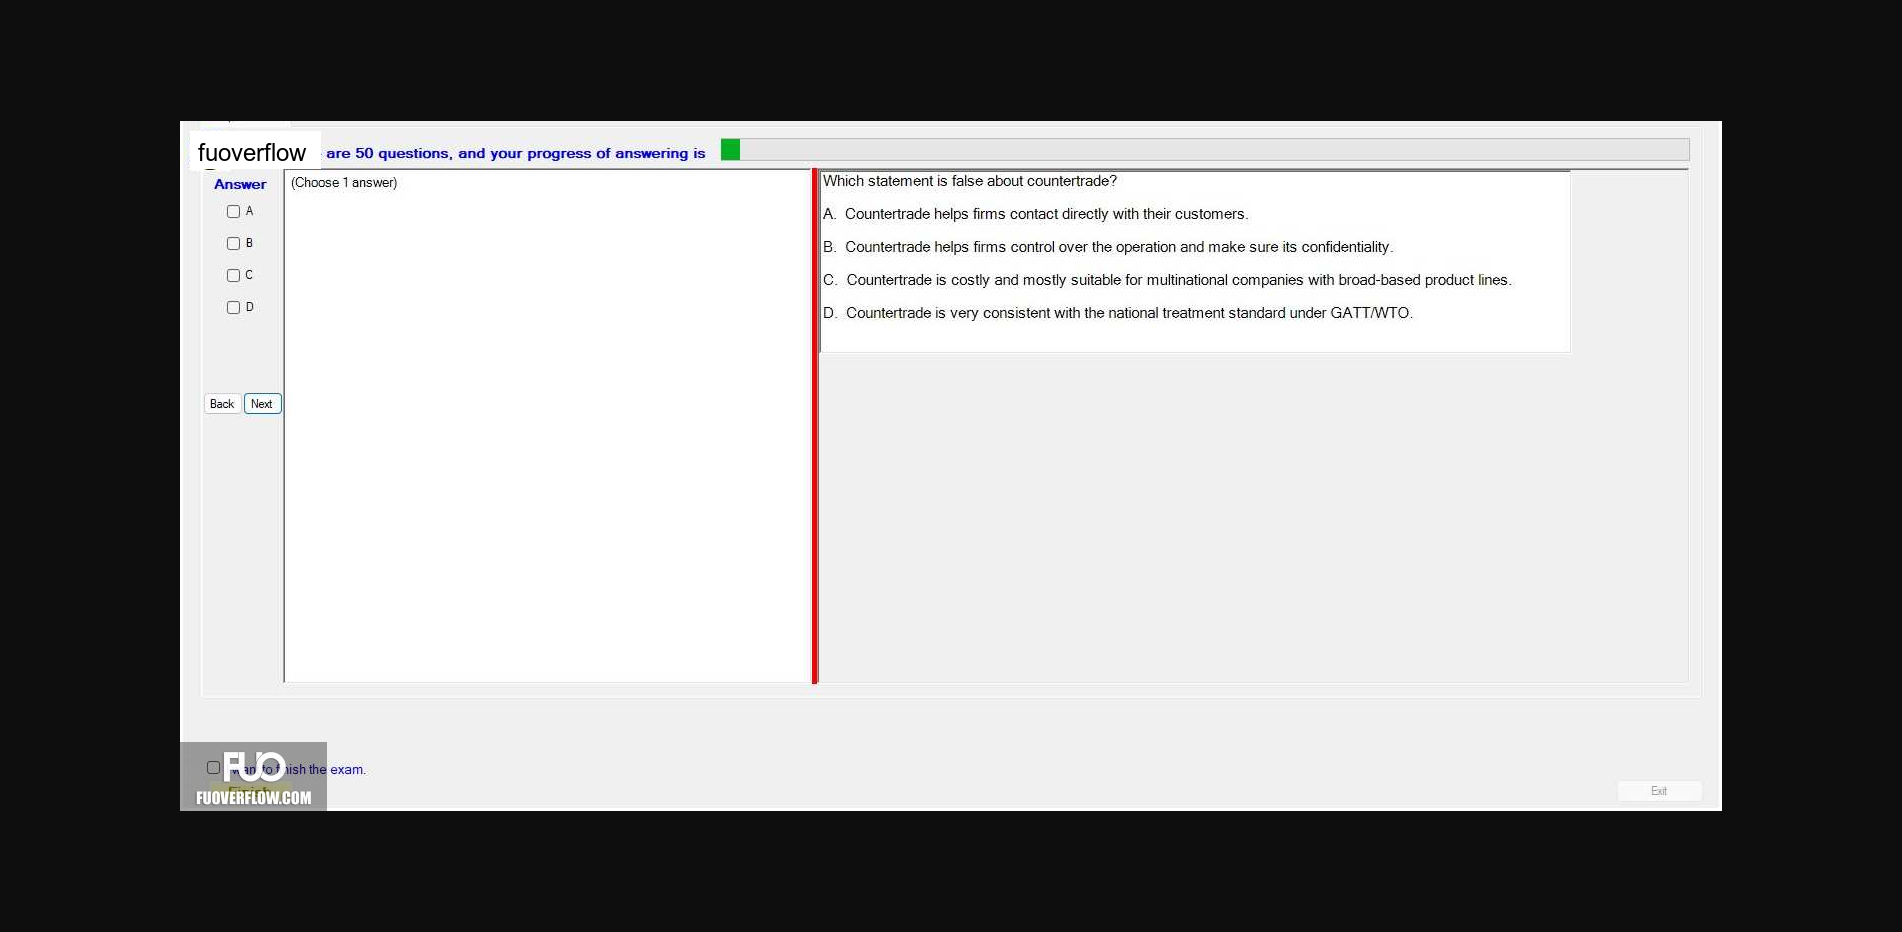 fuoverflow are 50 questions, and your progress of answering is
Answer
A
B
C
D
Back Next
(Choose 1 answer)
Which statement is false about countertrade?
A. Countertrade helps firms contact directly with their customers.
B. Countertrade helps firms control over the operation and make sure its confidentiality.
C. Countertrade is costly and mostly suitable for multinational companies with broad-based product lines.
D. Countertrade is very consistent with the national treatment standard under GATT/WTO.
want to finish the exam.
Finish
FUO
FUOVERFLOW.COM
Exit